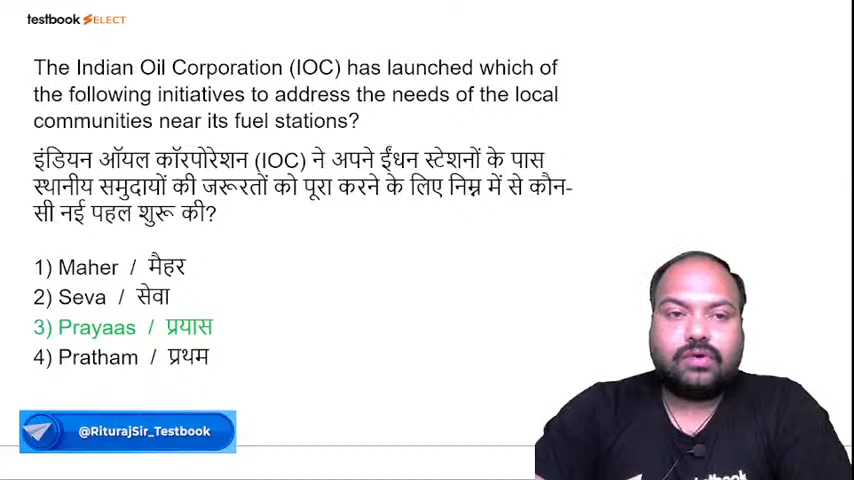 testbook SELECT
The Indian Oil Corporation (IOC) has launched which of
the following initiatives to address the needs of the local
communities near its fuel stations?
इंडियन ऑयल कॉरपोरेशन (IOC) ने अपने ईंधन स्टेशनों के पास
स्थानीय समुदायों की जरूरतों को पूरा करने के लिए निम्न में से कौन-
सी नई पहल शुरू की?
1) Maher / मैहर
2) Seva / सेवा
3) Prayaas / प्रयास
4) Pratham / प्रथम
@RiturajSir_Testbook